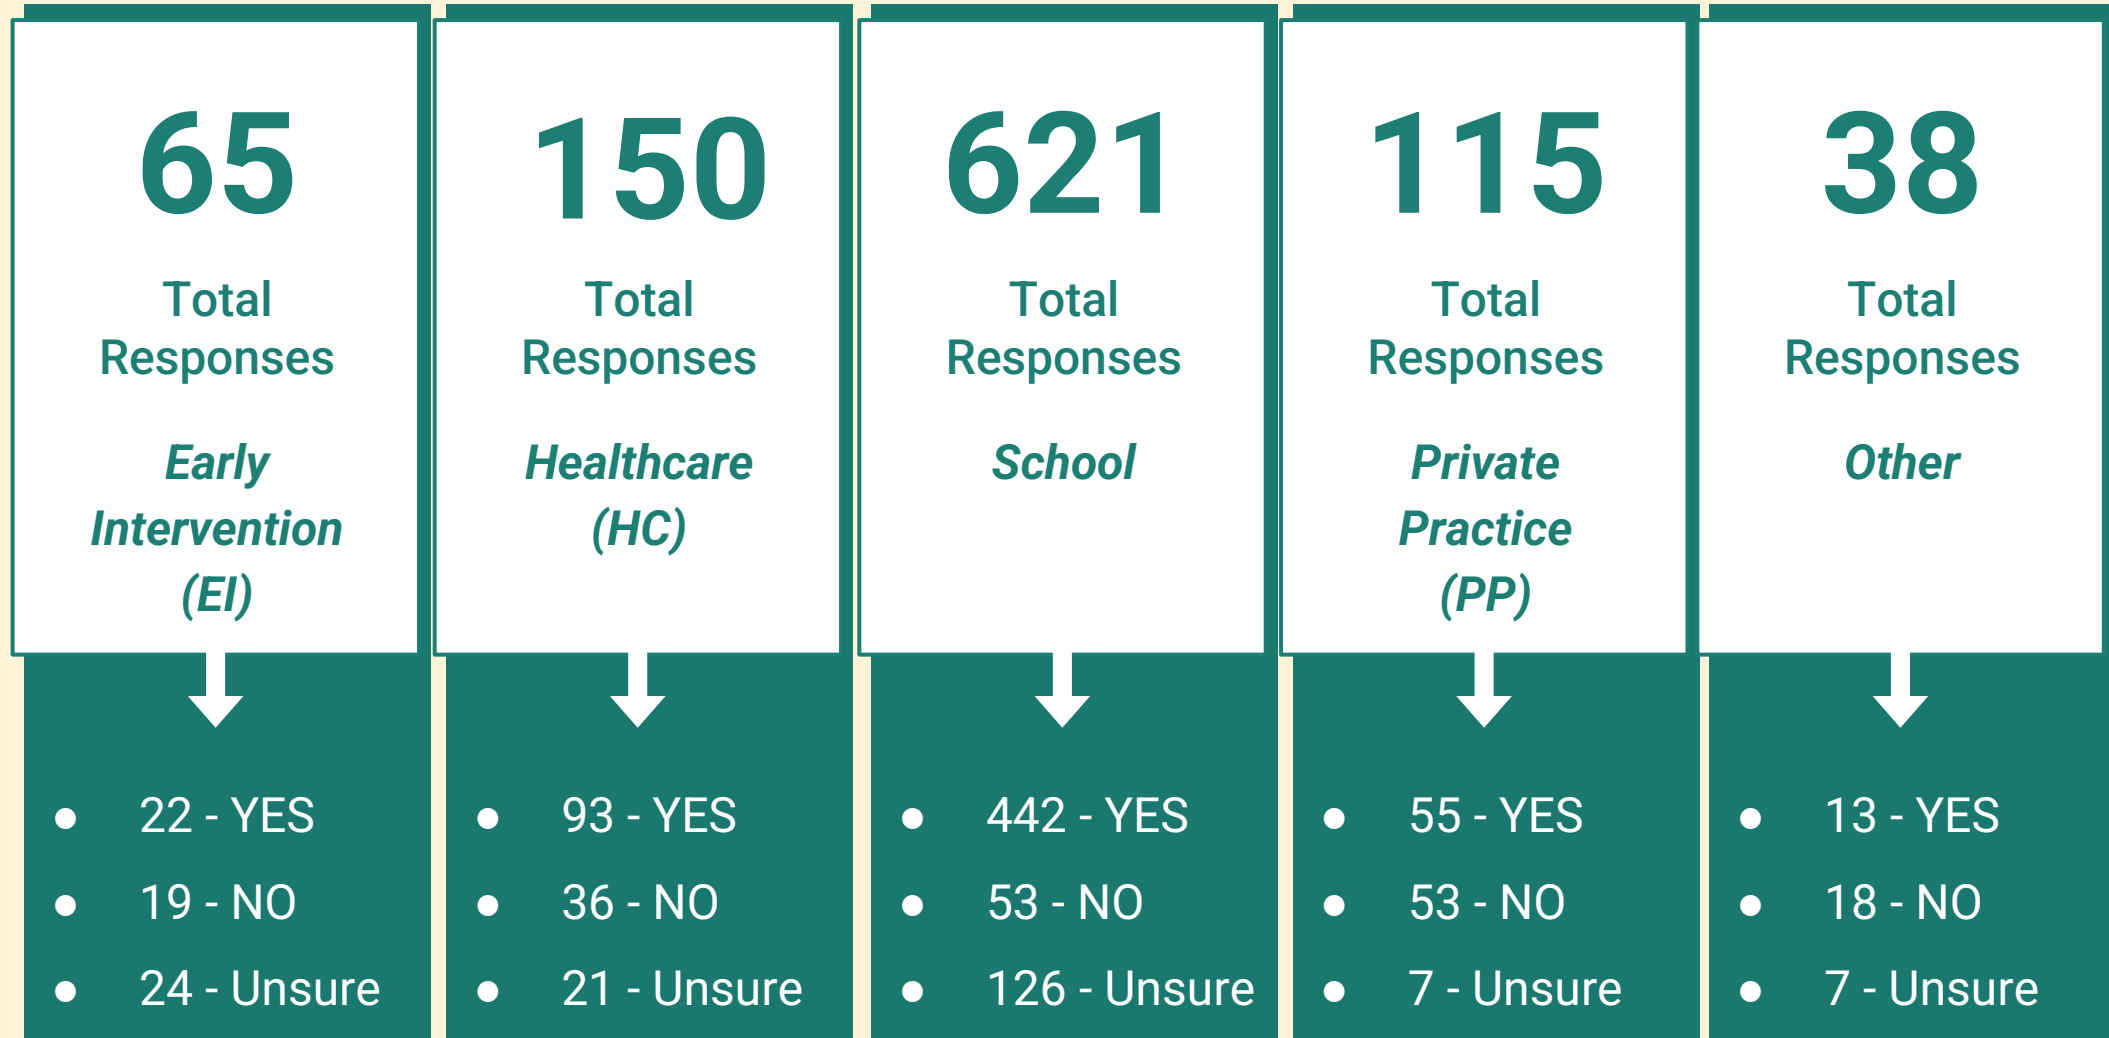 65
Total
Responses
Early
Intervention
(EI)
● 22 - YES
● 19 - NO
● 24 - Unsure
150
Total
Responses
Healthcare
(HC)
● 93 - YES
● 36 - NO
● 21 - Unsure
621
Total
Responses
School
● 442 - YES
● 53 - NO
● 126 - Unsure
115
Total
Responses
Private
Practice
(PP)
● 55 - YES
● 53 - NO
● 7 - Unsure
38
Total
Responses
Other
● 13 - YES
● 18 - NO
● 7 - Unsure